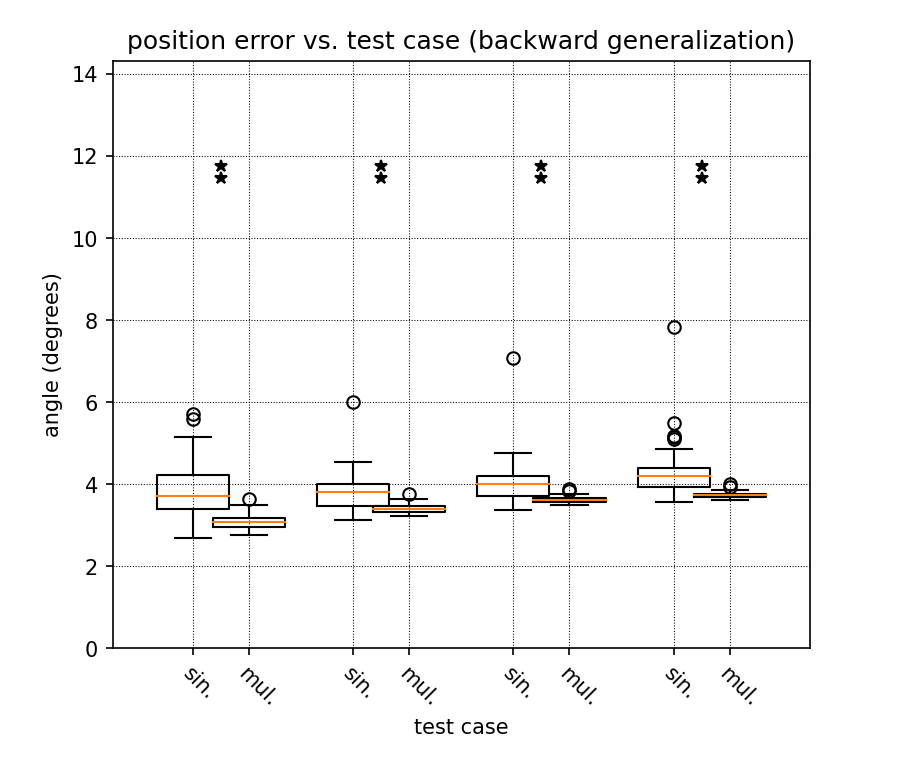 position error vs. test case (backward generalization)
14
12
10
8
6
4
2
0
angle (degrees)
sin. mul. sin. mul. sin. mul. sin. mul.
test case